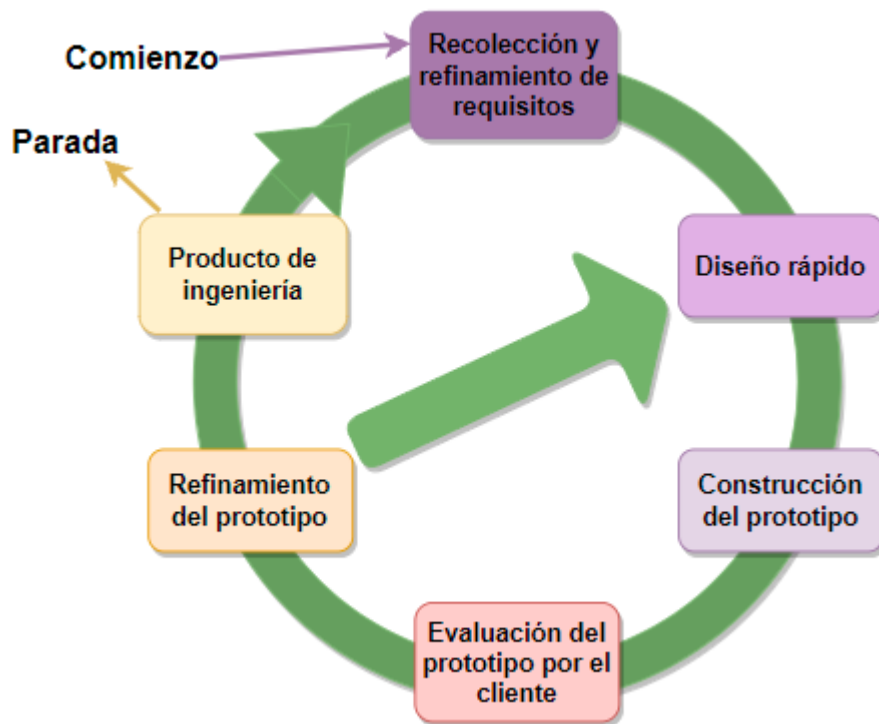 Comienzo
Recolección y
refinamiento de
requisitos
Parada
Producto de
ingeniería
Diseño rápido
Refinamiento
del prototipo
Construcción
del prototipo
Evaluación del
prototipo por el
cliente